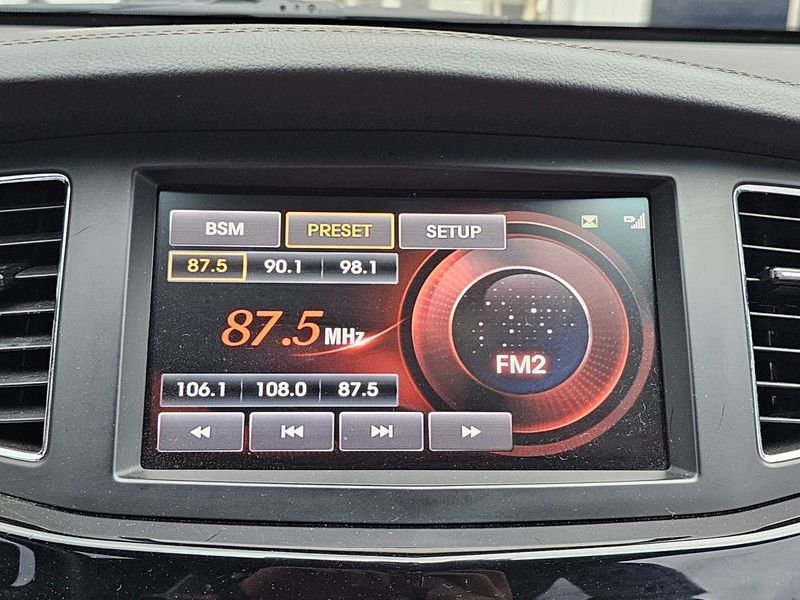 BSM PRESET SETUP
87.5 90.1 98.1
87.5 MHz
FM2
106.1 108.0 87.5